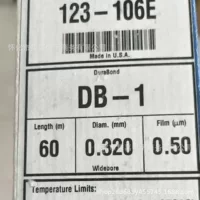 123-106E
Made in U.S.A.
DuraBond
DB-1
Length (m) Diam. (mm) Film (μm)
60 0.320 0.50
Widebore
Temperature Limits: